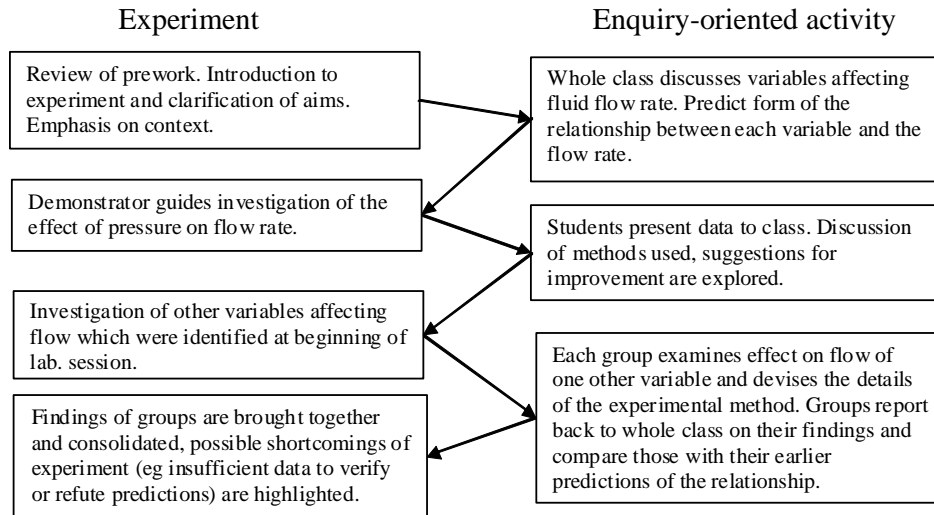 Experiment
Enquiry-oriented activity
Review of prework. Introduction to
experiment and clarification of aims.
Emphasis on context.
Whole class discusses variables affecting
fluid flow rate. Predict form of the
relationship between each variable and the
flow rate.
Demonstrator guides investigation of the
effect of pressure on flow rate.
Students present data to class. Discussion
of methods used, suggestions for
improvement are explored.
Investigation of other variables affecting
flow which were identified at beginning of
lab. session.
Each group examines effect on flow of
one other variable and devises the details
of the experimental method. Groups report
back to whole class on their findings and
compare those with their earlier
predictions of the relationship.
Findings of groups are brought together
and consolidated, possible shortcomings of
experiment (eg insufficient data to verify
or refute predictions) are highlighted.